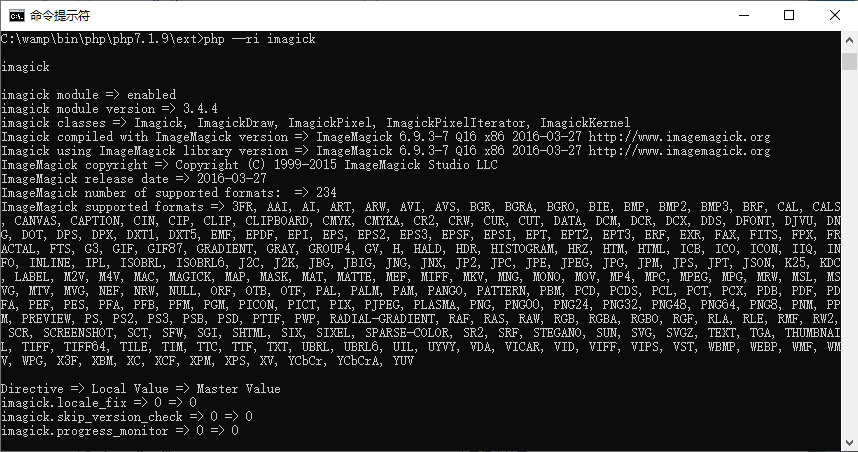 命令提示符
C:\wamp\bin\php\php7.1.9\ext>php --ri imagick
imagick
imagick module => enabled
imagick module version => 3.4.4
imagick classes => Imagick, ImagickDraw, ImagickPixel, ImagickPixelIterator, ImagickKernel
Imagick compiled with ImageMagick version => ImageMagick 6.9.3-7 Q16 x86 2016-03-27 http://www.imagemagick.org
Imagick using ImageMagick library version => ImageMagick 6.9.3-7 Q16 x86 2016-03-27 http://www.imagemagick.org
ImageMagick copyright => Copyright (C) 1999-2015 ImageMagick Studio LLC
ImageMagick release date => 2016-03-27
ImageMagick number of supported formats:  => 234
ImageMagick supported formats => 3FR, AAI, AI, ART, ARW, AVI, AVS, BGR, BGRA, BGRO, BIE, BMP, BMP2, BMP3, BRF, CAL, CALS
, CANVAS, CAPTION, CIN, CIP, CLIP, CLIPBOARD, CMYK, CMYKA, CR2, CRW, CUR, CUT, DATA, DCM, DCR, DCX, DDS, DFONT, DJVU, DN
G, DOT, DPS, DPX, DXT1, DXT5, EMF, EPDF, EPI, EPS, EPS2, EPS3, EPSF, EPSI, EPT, EPT2, EPT3, ERF, EXR, FAX, FITS, FPX, FR
ACTAL, FTS, G3, GIF, GIF87, GRADIENT, GRAY, GROUP4, GV, H, HALD, HDR, HISTOGRAM, HRZ, HTM, HTML, ICB, ICO, ICON, IIQ, IN
FO, INLINE, IPL, ISOBRL, ISOBRL6, J2C, J2K, JBG, JBIG, JNG, JNX, JP2, JPC, JPE, JPEG, JPG, JPM, JPS, JPT, JSON, K25, KDC
, LABEL, M2V, M4V, MAC, MAGICK, MAP, MASK, MAT, MATTE, MEF, MIFF, MKV, MNG, MONO, MOV, MP4, MPC, MPEG, MPG, MRW, MSL, MS
VG, MTV, MVG, NEF, NRW, NULL, ORF, OTB, OTF, PAL, PALM, PAM, PANGO, PATTERN, PBM, PCD, PCDS, PCL, PCT, PCX, PDB, PDF, PD
FA, PEF, PES, PFA, PFB, PFM, PGM, PICON, PICT, PIX, PJPEG, PLASMA, PNG, PNG00, PNG24, PNG32, PNG48, PNG64, PNG8, PNM, PP
M, PREVIEW, PS, PS2, PS3, PSB, PSD, PTIF, PWP, RADIAL-GRADIENT, RAF, RAS, RAW, RGB, RGBA, RGBO, RGF, RLA, RLE, RMF, RW2,
 SCR, SCREENSHOT, SCT, SFW, SGI, SHTML, SIX, SIXEL, SPARSE-COLOR, SR2, SRF, STEGANO, SUN, SVG, SVGZ, TEXT, TGA, THUMBNAI
L, TIFF, TIFF64, TILE, TIM, TTC, TTF, TXT, UBRL, UBRL6, UIL, UYVY, VDA, VICAR, VID, VIFF, VIPS, VST, WBMP, WEBP, WMF, WM
V, WPG, X3F, XBM, XC, XCF, XPM, XPS, XV, YCbCr, YCbCrA, YUV
Directive => Local Value => Master Value
imagick.locale_fix => 0 => 0
imagick.skip_version_check => 0 => 0
imagick.progress_monitor => 0 => 0